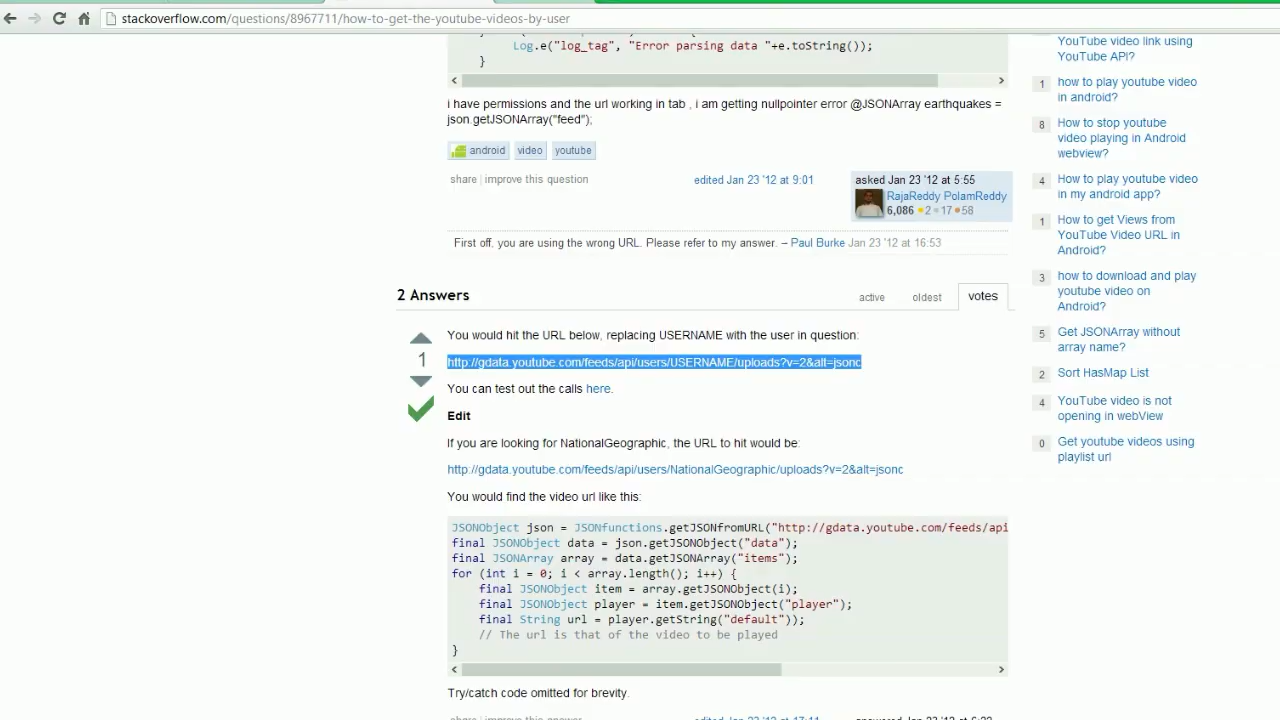 stackoverflow.com/questions/8967711/how-to-get-the-youtube-videos-by-user
Log.e("log_tag", "Error parsing data "+e.toString());
}
i have permissions and the url working in tab , i am getting nullpointer error @JSONArray earthquakes =
json.getJSONArray("feed");
android video youtube
share improve this question
edited Jan 23 '12 at 9:01
asked Jan 23 '12 at 5:55
RajaReddy PolamReddy
6,086 2 17 58
First off, you are using the wrong URL. Please refer to my answer. – Paul Burke Jan 23 '12 at 16:53
2 Answers
active oldest votes
1
You would hit the URL below, replacing USERNAME with the user in question:
http://gdata.youtube.com/feeds/api/users/USERNAME/uploads?v=2&alt=jsonc
You can test out the calls here.
Edit
If you are looking for NationalGeographic, the URL to hit would be:
http://gdata.youtube.com/feeds/api/users/NationalGeographic/uploads?v=2&alt=jsonc
You would find the video url like this:
JSONObject json = JSONfunctions.getJSONfromURL("http://gdata.youtube.com/feeds/api
final JSONObject data = json.getJSONObject("data");
final JSONArray array = data.getJSONArray("items");
for (int i = 0; i < array.length(); i++) {
final JSONObject item = array.getJSONObject(i);
final JSONObject player = item.getJSONObject("player");
final String url = player.getString("default"));
// The url is that of the video to be played
}
Try/catch code omitted for brevity.
share improve this answer
edited Jan 23 '12 at 17:11
YouTube video link using
YouTube API?
1 how to play youtube video
in android?
8 How to stop youtube
video playing in Android
webview?
4 How to play youtube video
in my android app?
1 How to get Views from
YouTube Video URL in
Android?
3 how to download and play
youtube video on
Android?
5 Get JSONArray without
array name?
2 Sort HasMap List
4 YouTube video is not
opening in webView
0 Get youtube videos using
playlist url